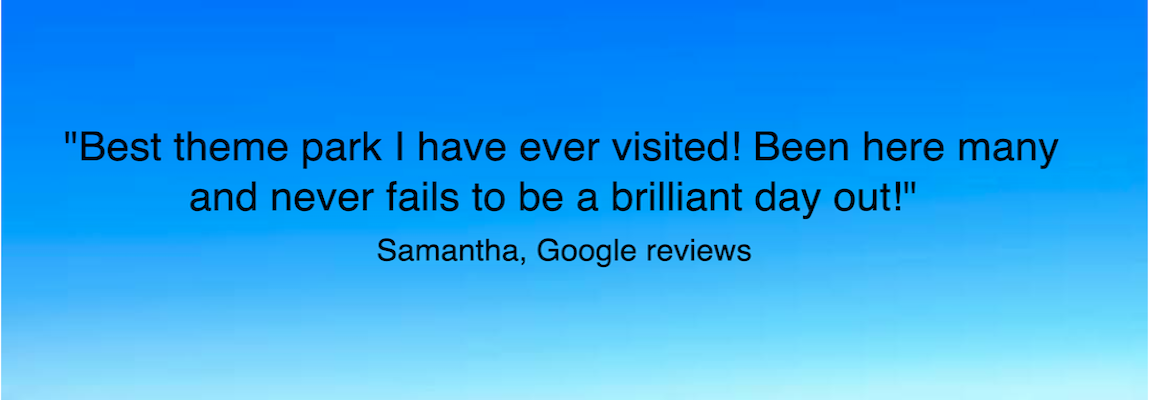 "Best theme park I have ever visited! Been here many
and never fails to be a brilliant day out!"
Samantha, Google reviews